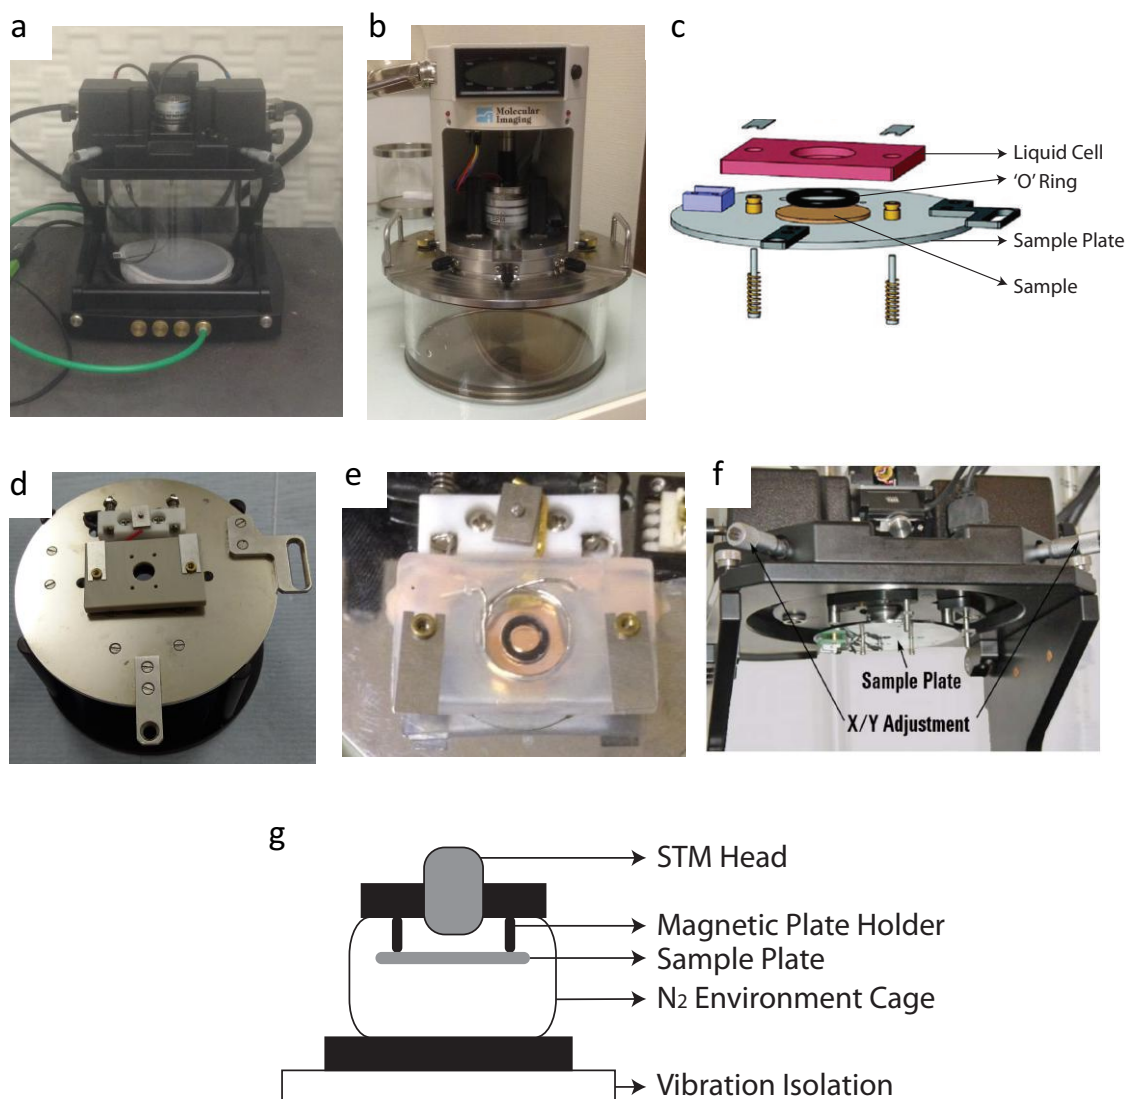 a
b
Molecular
Imaging
c
Liquid Cell
'O' Ring
Sample Plate
Sample
d
e
f
Sample Plate
X/Y Adjustment
g
STM Head
Magnetic Plate Holder
Sample Plate
N2 Environment Cage
Vibration Isolation